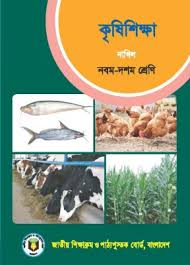 কৃষিশিক্ষা
দাখিল
নবম-দশম শ্রেণি
জাতীয় শিক্ষাক্রম ও পাঠ্যপুস্তক বোর্ড, বাংলাদেশ